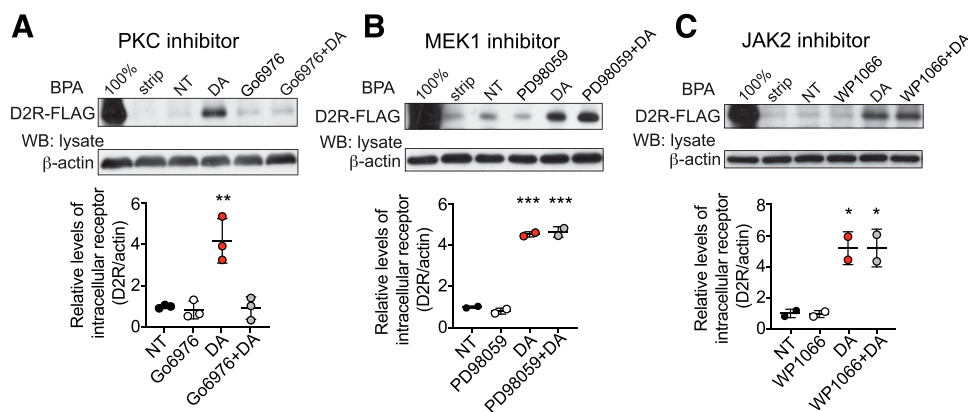 A
PKC inhibitor
BPA 100% strip NT DA Go6976 Go6976+DA
D2R-FLAG
WB: lysate
β-actin
Relative levels of
intracellular receptor
(D2R/actin)
6
4
2
0
**
NT Go6976 DA Go6976+DA
B
MEK1 inhibitor
BPA 100% strip NT PD98059 DA PD98059+DA
D2R-FLAG
WB: lysate
β-actin
Relative levels of
intracellular receptor
(D2R/actin)
6
4
2
0
*** ***
NT PD98059 DA PD98059+DA
C
JAK2 inhibitor
BPA 100% strip NT WP1066 DA WP1066+DA
D2R-FLAG
WB: lysate
β-actin
Relative levels of
intracellular receptor
(D2R/actin)
8
6
4
2
0
* *
NT WP1066 DA WP1066+DA